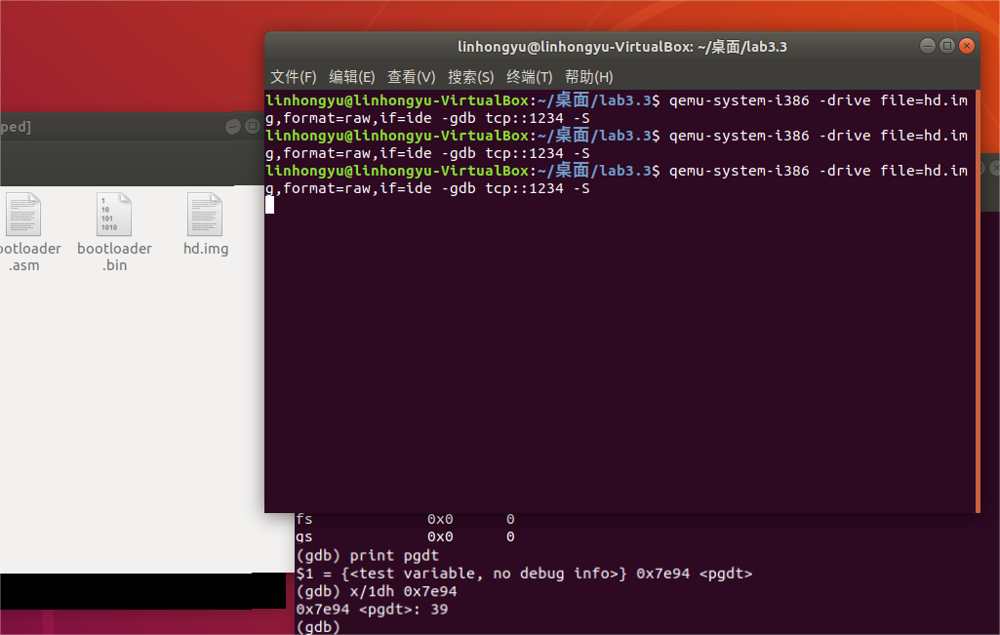 linhongyu@linhongyu-VirtualBox: ~/桌面/lab3.3
文件(F) 编辑(E) 查看(V) 搜索(S) 终端(T) 帮助(H)
linhongyu@linhongyu-VirtualBox:~/桌面/lab3.3$ qemu-system-i386 -drive file=hd.im
g,format=raw,if=ide -gdb tcp::1234 -S
linhongyu@linhongyu-VirtualBox:~/桌面/lab3.3$ qemu-system-i386 -drive file=hd.im
g,format=raw,if=ide -gdb tcp::1234 -S
linhongyu@linhongyu-VirtualBox:~/桌面/lab3.3$ qemu-system-i386 -drive file=hd.im
g,format=raw,if=ide -gdb tcp::1234 -S
ped]
1
10
101
1010
ootloader
.asm
bootloader
.bin
hd.img
fs 0x0 0
gs 0x0 0
(gdb) print pgdt
$1 = {<text variable, no debug info>} 0x7e94 <pgdt>
(gdb) x/1dh 0x7e94
0x7e94 <pgdt>: 39
(gdb)